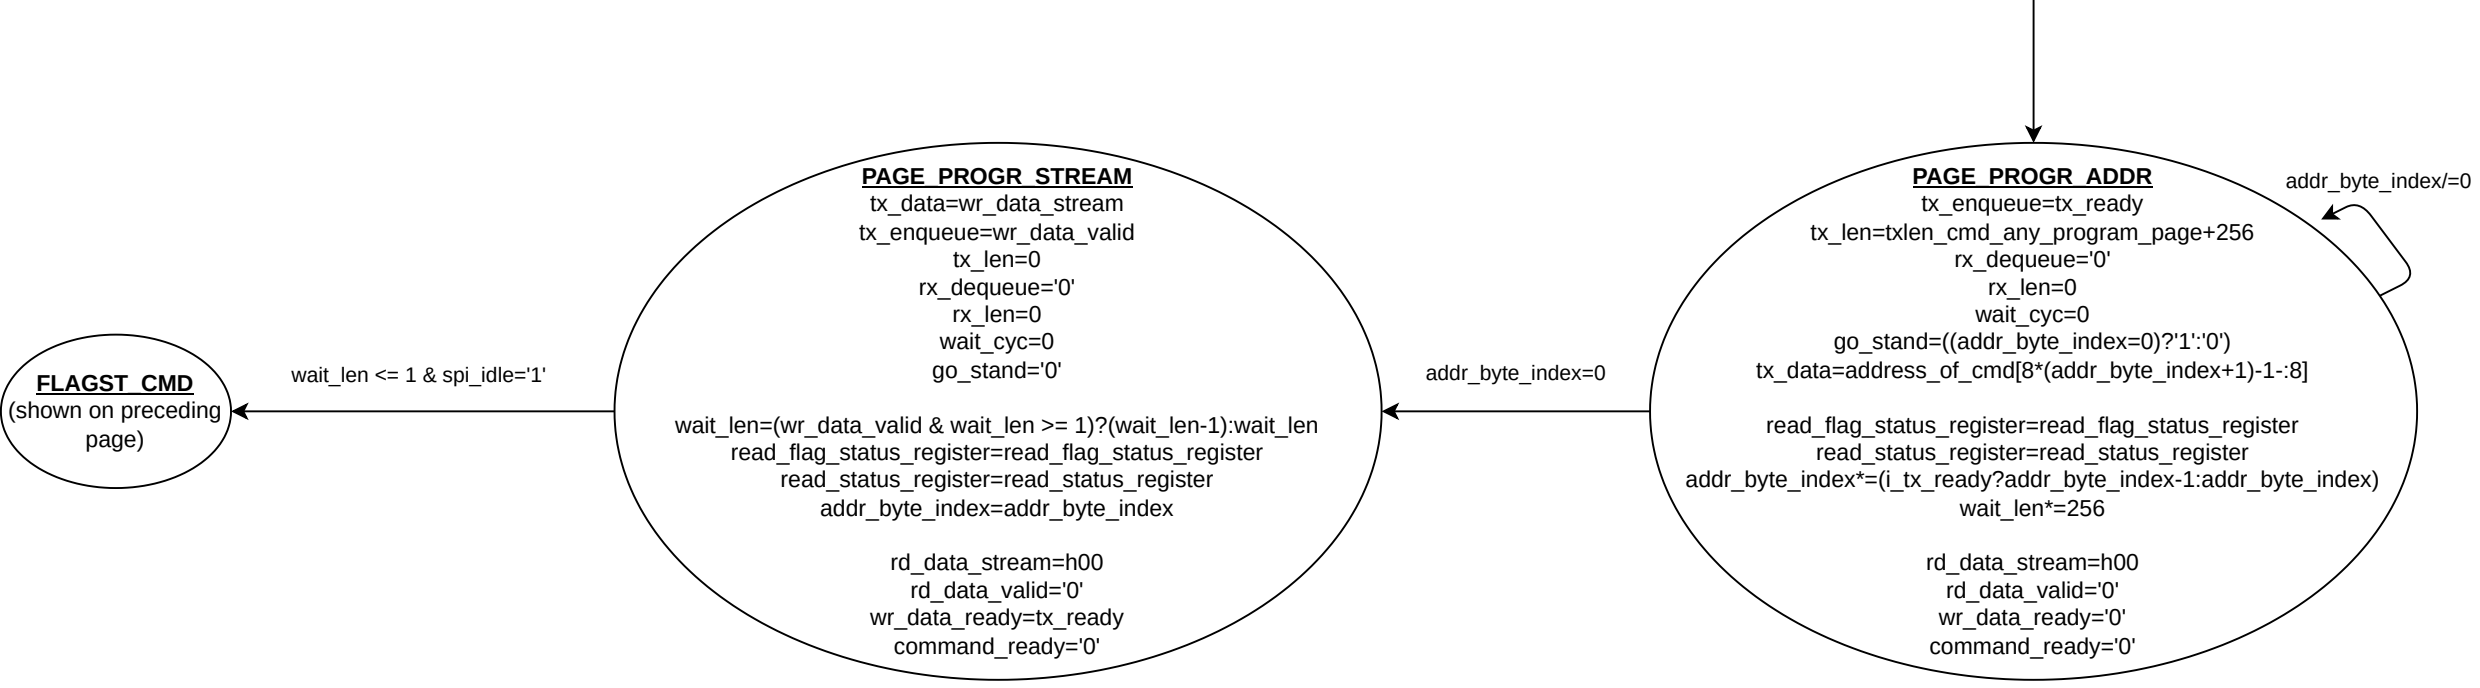 PAGE_PROGR_STREAM
tx_data=wr_data_stream
tx_enqueue=wr_data_valid
tx_len=0
rx_dequeue='0'
rx_len=0
wait_cyc=0
go_stand='0'
wait_len=(wr_data_valid & wait_len >= 1)?(wait_len-1):wait_len
read_flag_status_register=read_flag_status_register
read_status_register=read_status_register
addr_byte_index=addr_byte_index
rd_data_stream=h00
rd_data_valid='0'
wr_data_ready=tx_ready
command_ready='0'
PAGE_PROGR_ADDR
tx_enqueue=tx_ready
tx_len=txlen_cmd_any_program_page+256
rx_dequeue='0'
rx_len=0
wait_cyc=0
go_stand=((addr_byte_index=0)?'1':'0')
tx_data=address_of_cmd[8*(addr_byte_index+1)-1-:8]
read_flag_status_register=read_flag_status_register
read_status_register=read_status_register
addr_byte_index*=(i_tx_ready?addr_byte_index-1:addr_byte_index)
wait_len*=256
rd_data_stream=h00
rd_data_valid='0'
wr_data_ready='0'
command_ready='0'
addr_byte_index/=0
addr_byte_index=0
wait_len <= 1 & spi_idle='1'
FLAGST_CMD
(shown on preceding
page)